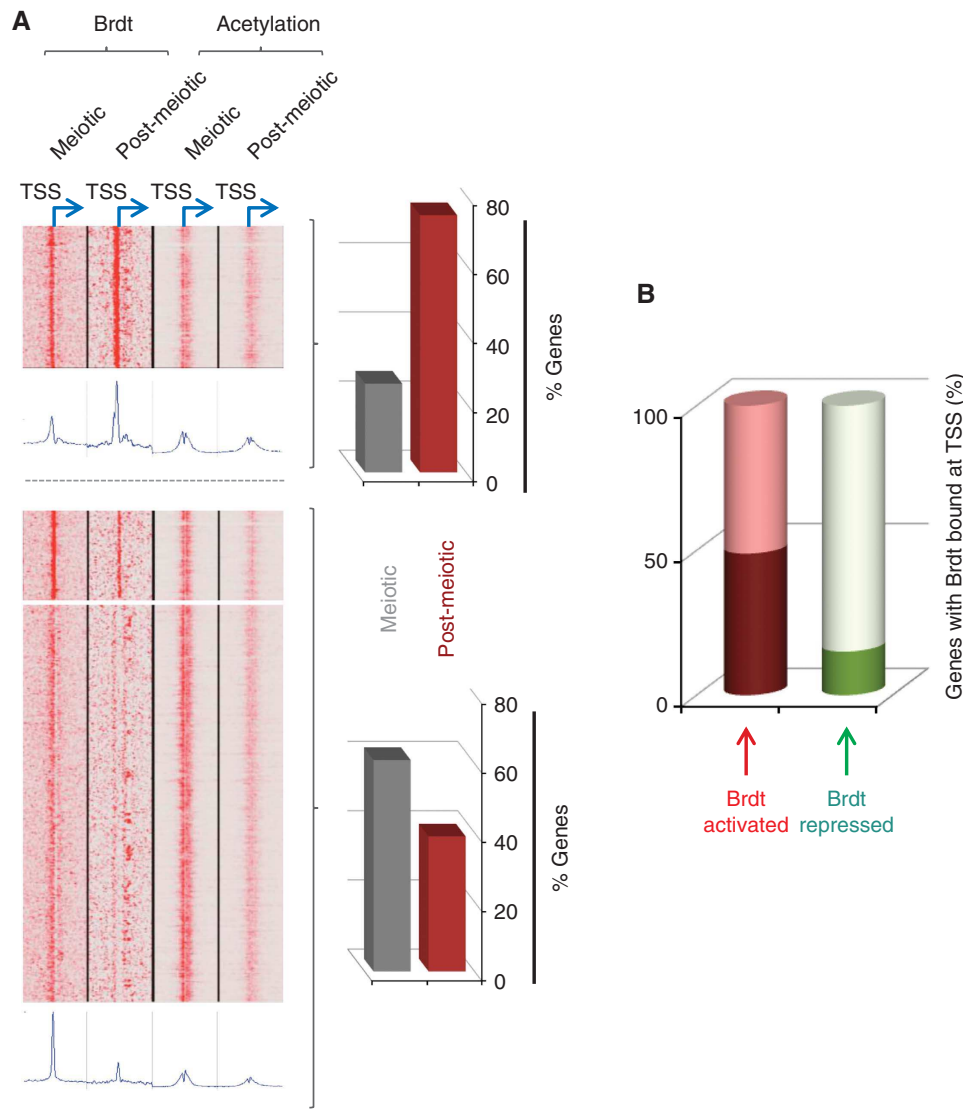 A
Brdt
Acetylation
Meiotic
Post-meiotic
Meiotic
Post-meiotic
TSS
TSS
TSS
TSS
80
60
40
20
0
% Genes
Meiotic
Post-meiotic
80
60
40
20
0
% Genes
B
100
50
0
Genes with Brdt bound at TSS (%)
Brdt
activated
Brdt
repressed